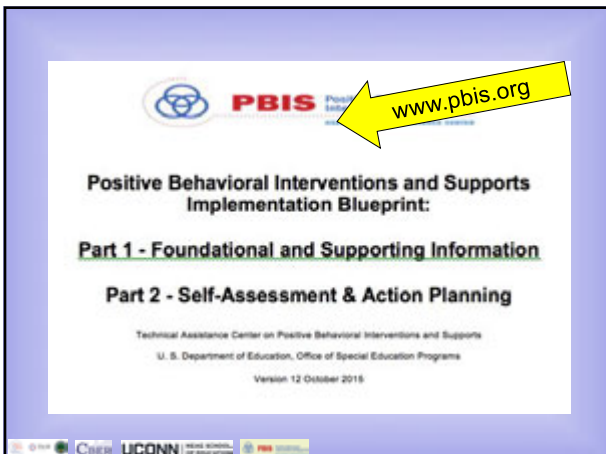 PBIS Posit
www.pbis.org
Positive Behavioral Interventions and Supports
Implementation Blueprint:
Part 1 - Foundational and Supporting Information
Part 2 - Self-Assessment & Action Planning
Technical Assistance Center on Positive Behavioral Interventions and Supports
U. S. Department of Education, Office of Special Education Programs
Version 12 October 2015
UCONN
PBIS